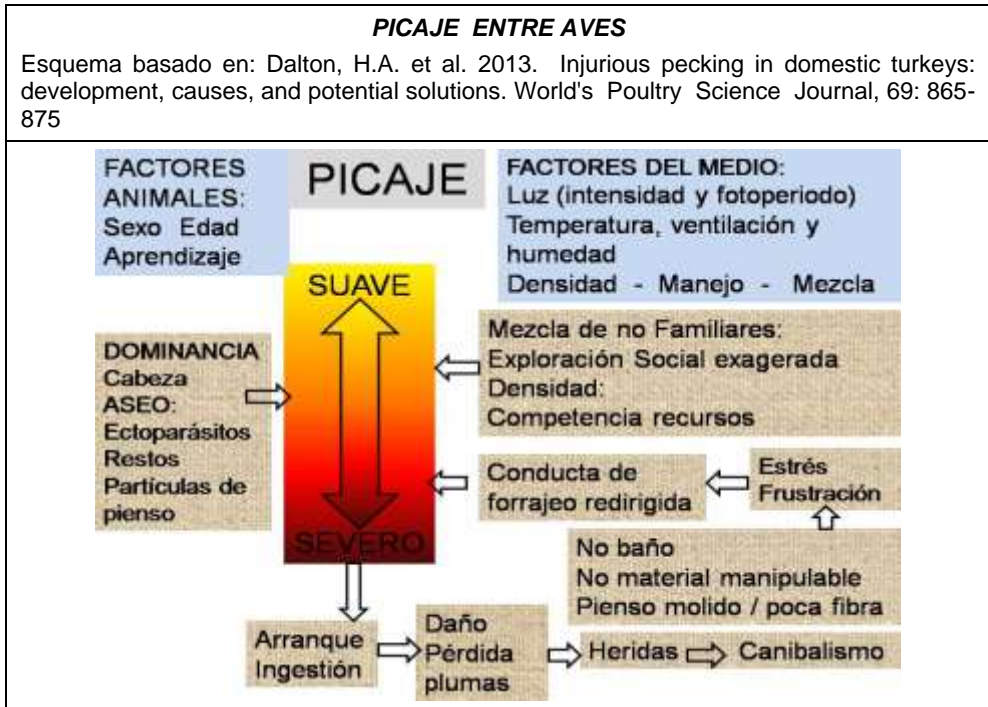 PICAJE ENTRE AVES
Esquema basado en: Dalton, H.A. et al. 2013. Injurious pecking in domestic turkeys:
development, causes, and potential solutions. World's Poultry Science Journal, 69: 865-
875
FACTORES
ANIMALES:
Sexo Edad
Aprendizaje
PICAJE
FACTORES DEL MEDIO:
Luz (intensidad y fotoperiodo)
Temperatura, ventilación y
humedad
Densidad - Manejo - Mezcla
SUAVE
SEVERO
DOMINANCIA
Cabeza
ASEO:
Ectoparásitos
Restos
Partículas de
pienso
Mezcla de no Familiares:
Exploración Social exagerada
Densidad:
Competencia recursos
Conducta de
forrajeo redirigida
Estrés
Frustración
No baño
No material manipulable
Pienso molido / poca fibra
Arranque
Ingestión
Daño
Pérdida
plumas
Heridas
Canibalismo